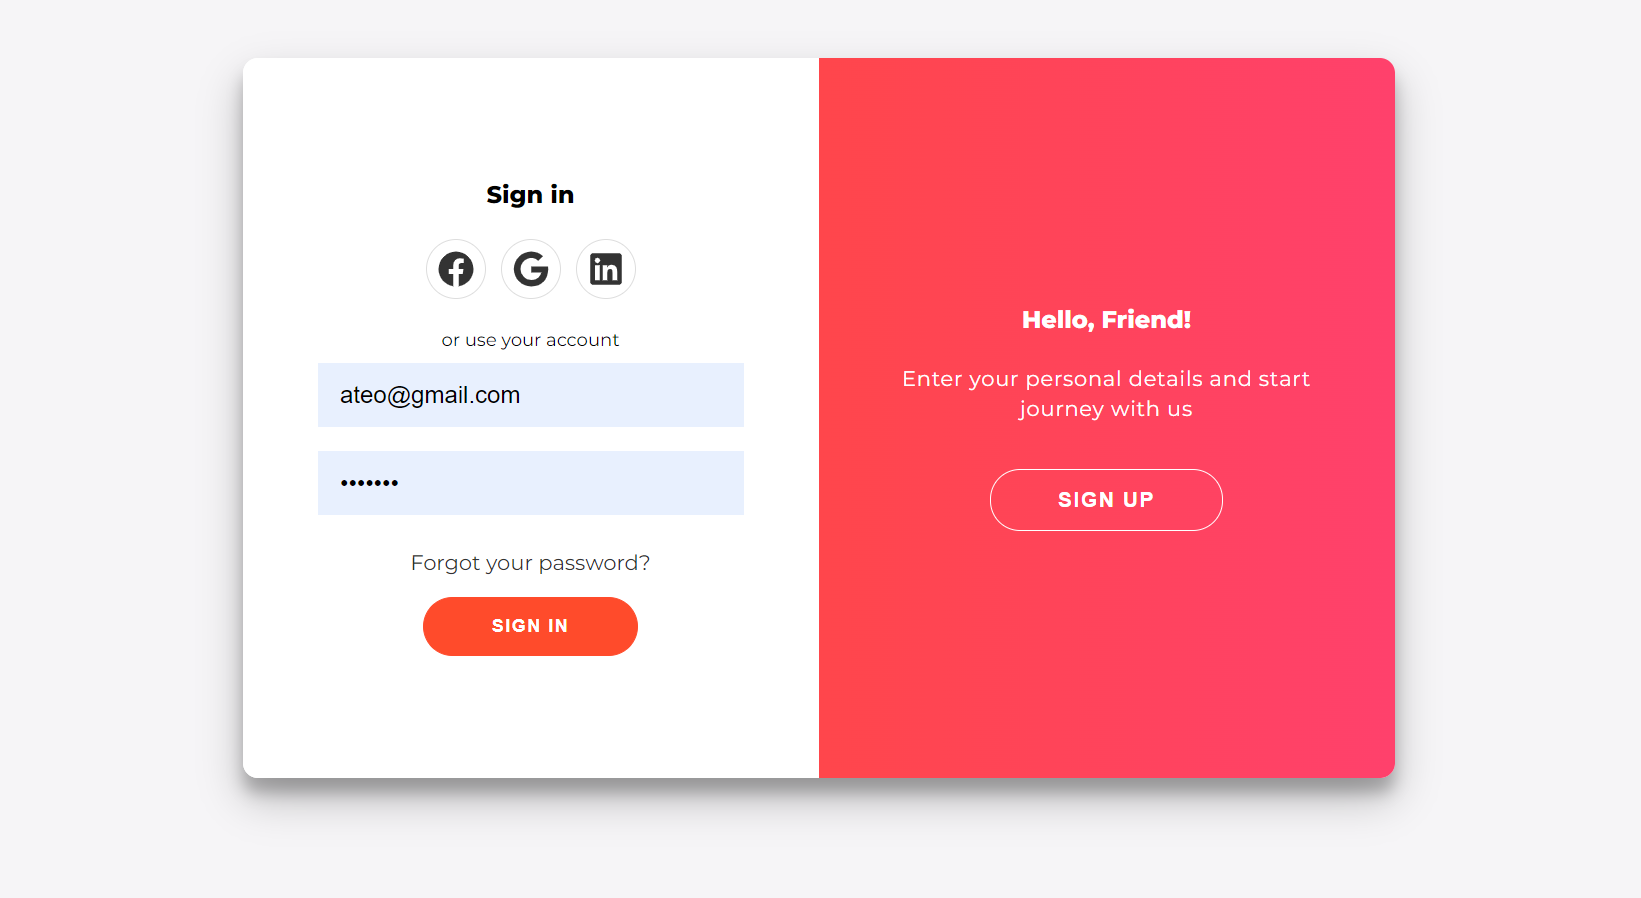 Sign in
or use your account
ateo@gmail.com
•••••••
Forgot your password?
SIGN IN
Hello, Friend!
Enter your personal details and start
journey with us
SIGN UP